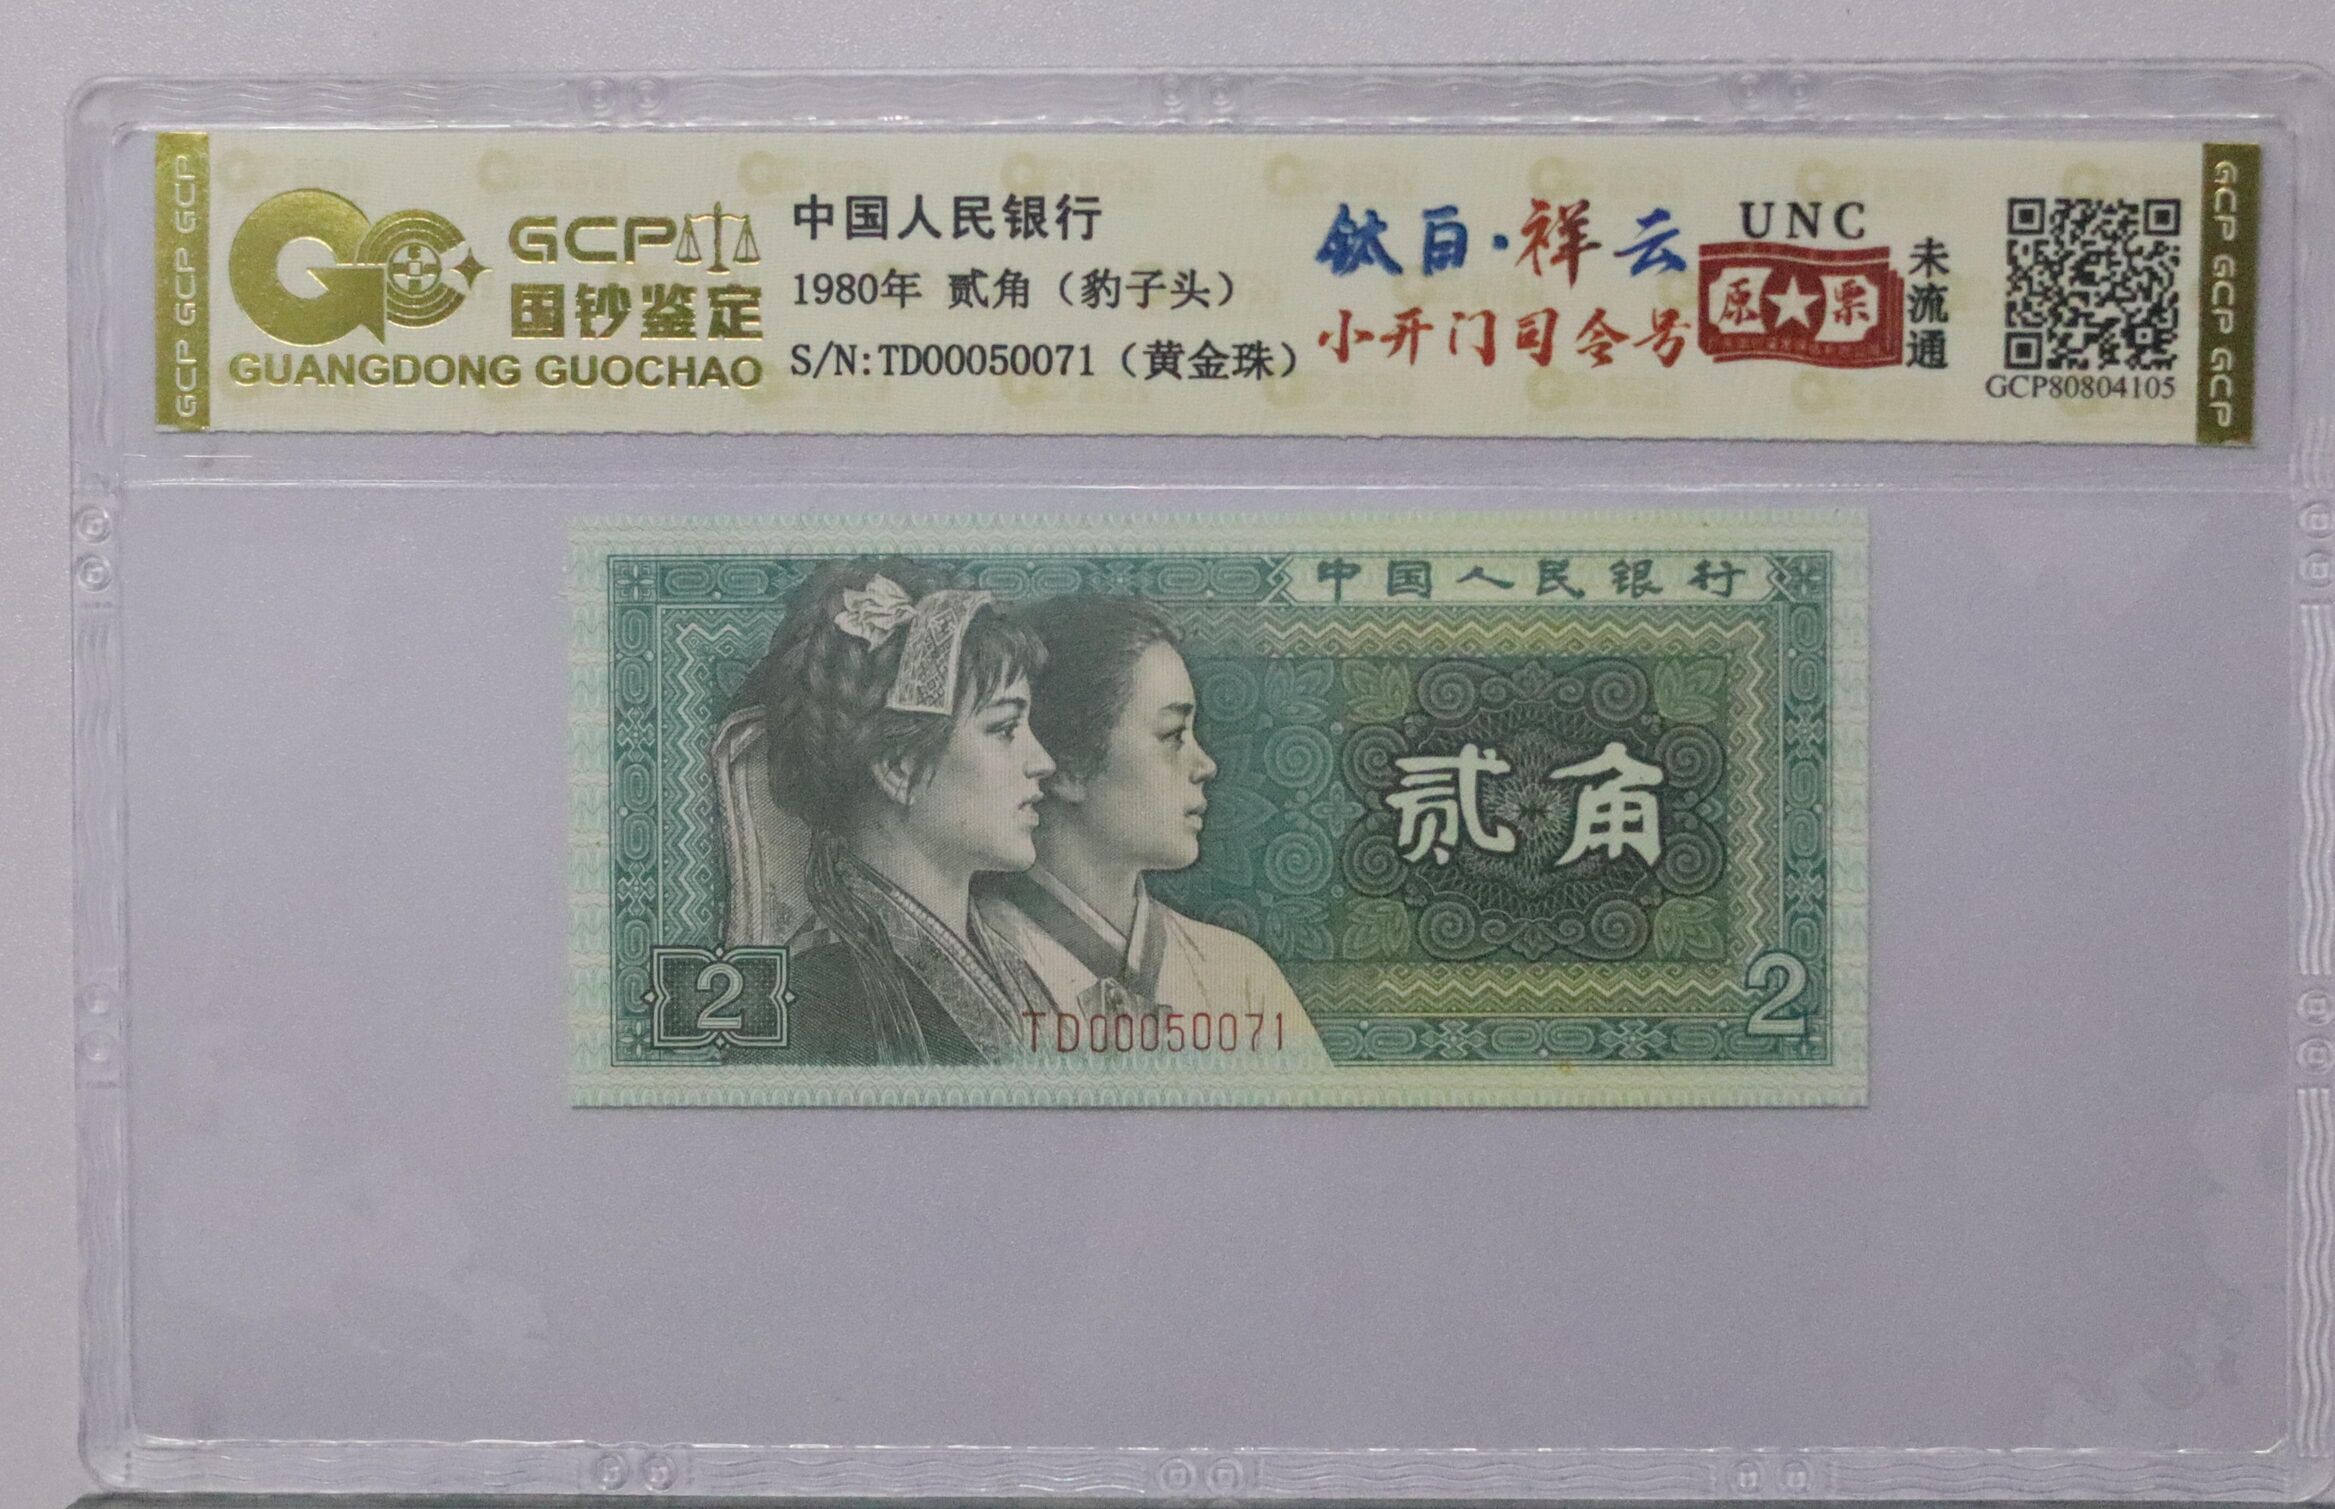 GCP GCP GCP
GCP
国钞鉴定
GUANGDONG GUOCHAO
中国人民银行
1980年 贰角（豹子头）
S/N:TD00050071（黄金珠）
钛白·祥云
小开门司令号
UNC
原★票
未流通
GCP80804105
GCP GCP GCP
中国人民银行
贰角
2
TD00050071
2